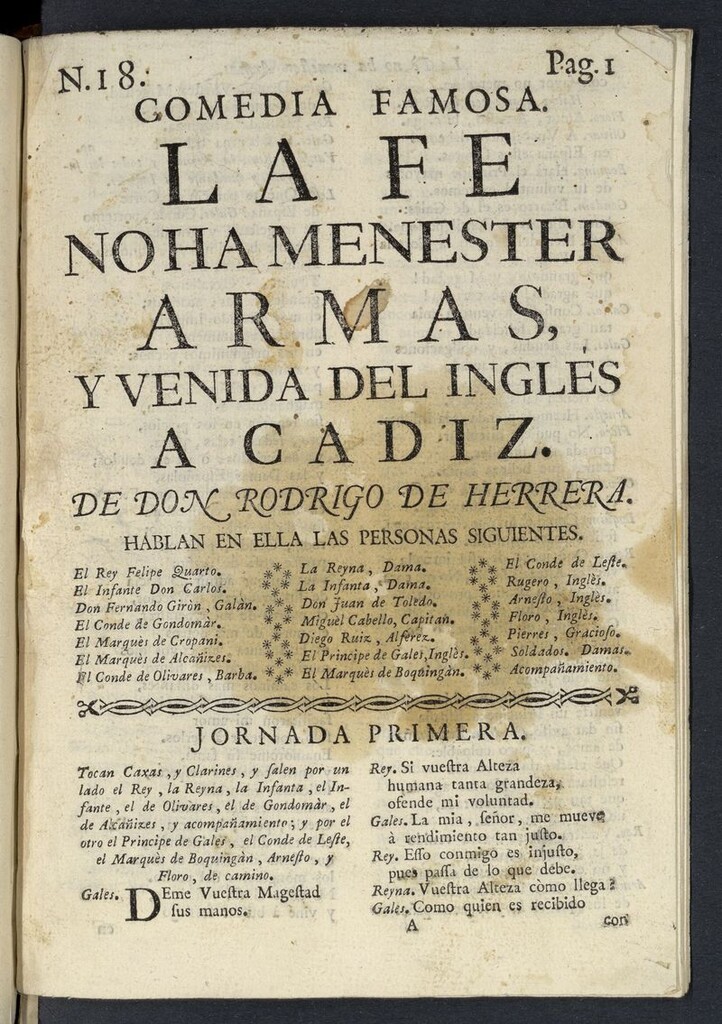 N.18.
Pag. 1
COMEDIA FAMOSA.
LA FE
NO HA MENESTER
ARMAS,
Y VENIDA DEL INGLÉS
A CADIZ.
DE DON RODRIGO DE HERRERA.
HABLAN EN ELLA LAS PERSONAS SIGUIENTES.
El Rey Felipe Quarto.
El Infante Don Carlos.
Don Fernando Giròn, Galàn.
El Conde de Gondomàr.
El Marquès de Cropani.
El Marquès de Alcañizes.
El Conde de Olivares, Barba.
La Reyna, Dama.
La Infanta, Dama.
Don Juan de Toledo.
Miguèl Cabello, Capitan.
Diego Ruiz, Alferez.
El Principe de Gales, Inglès.
El Marquès de Boquingàn.
El Conde de Leſte.
Rugero, Inglès.
Arneſto, Inglès.
Floro, Inglès.
Pierres, Gracioſo.
Soldados. Damas.
Acompañamiento.
JORNADA PRIMERA.
Tocan Caxas, y Clarines, y ſalen por un
lado el Rey, la Reyna, la Infanta, el In-
fante, el de Olivares, el de Gondomàr, el
de Alcañizes, y acompañamiento; y por el
otro el Principe de Gales, el Conde de Leſte,
el Marquès de Boquingàn, Arneſto, y
Floro, de camino.
Gales. DEme Vueſtra Mageſtad
ſus manos.
Rey. Si vueſtra Alteza
humana tanta grandeza,
ofende mi voluntad.
Gales. La mia, ſeñor, me mueve
à rendimiento tan juſto.
Rey. Eſſo conmigo es injuſto,
pues paſſa de lo que debe.
Reyna. Vueſtra Alteza còmo llega?
Gales. Como quien es recibido
A
con